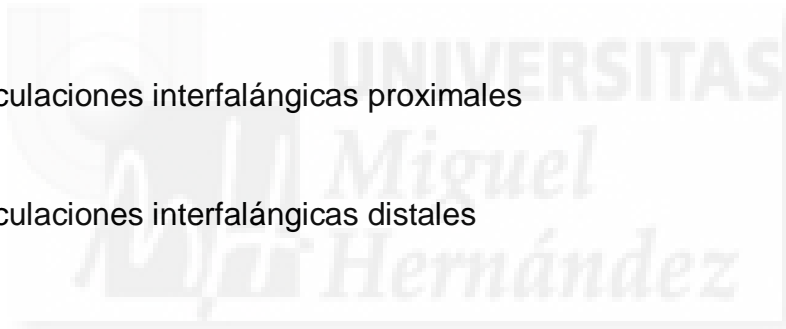 UNIVERSITAS
culaciones interfalángicas proximales
Miguel
culaciones interfalángicas distales
Hernández